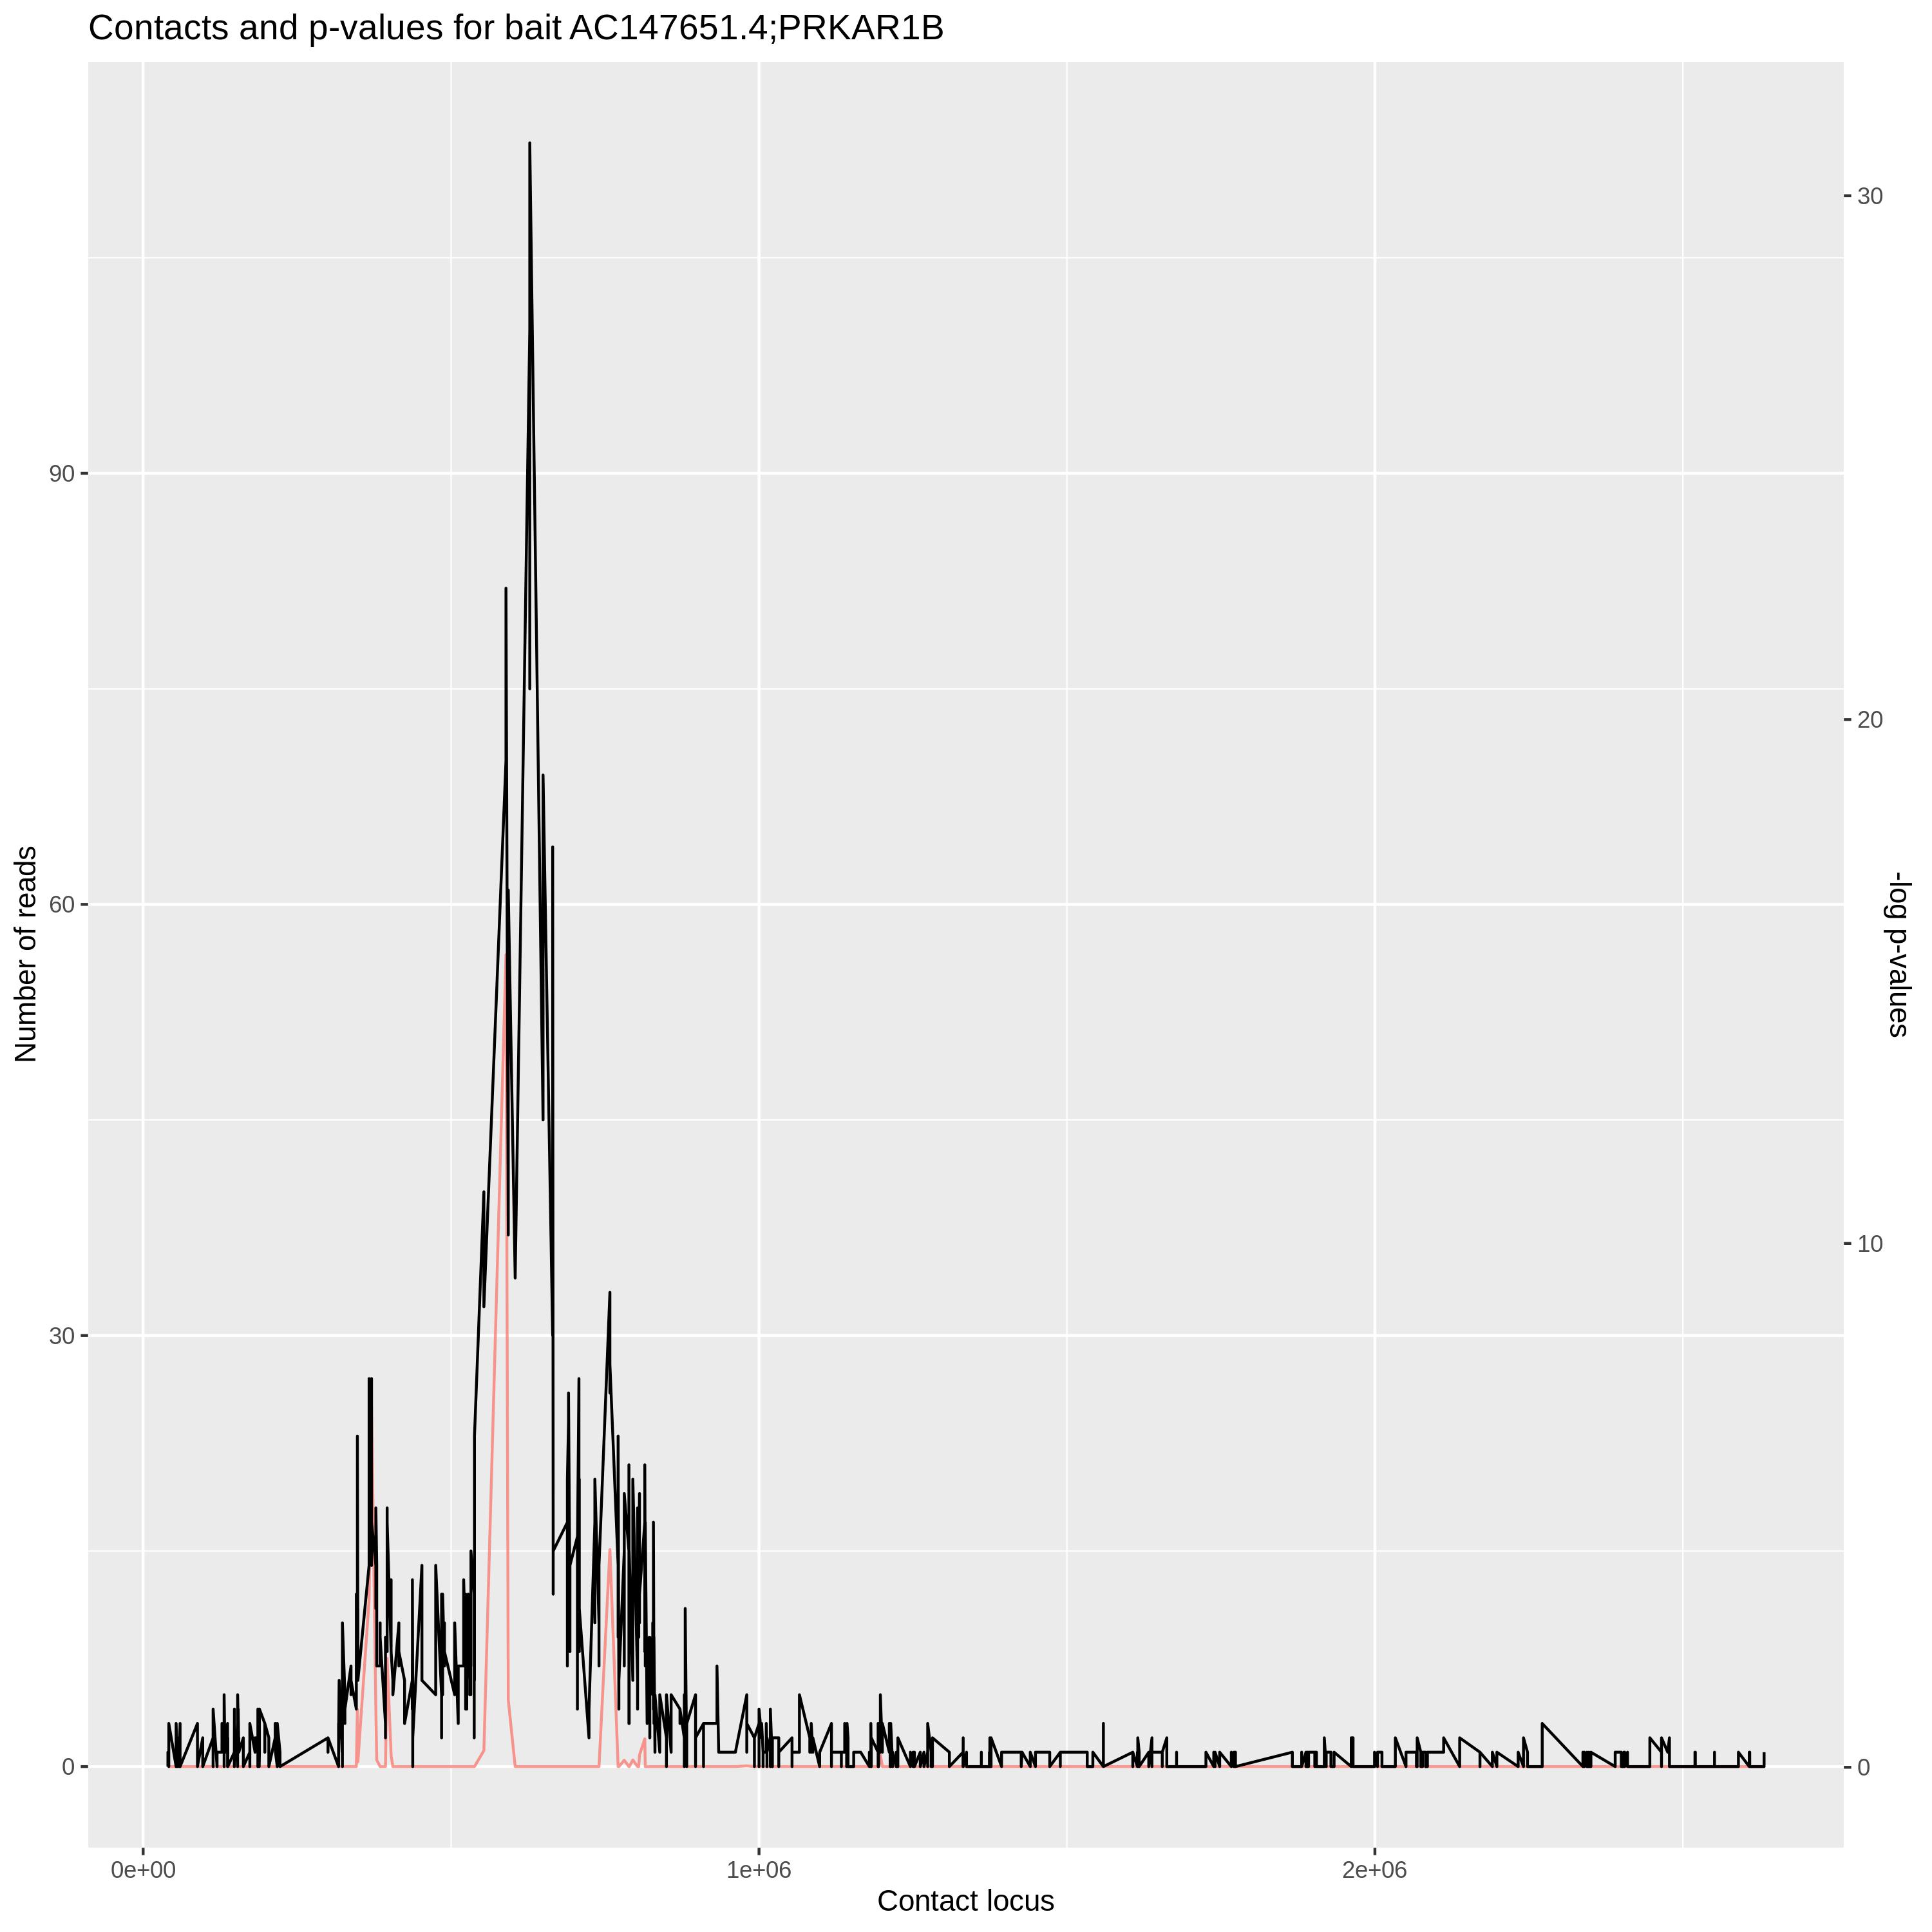 Contacts and p-values for bait AC147651.4;PRKAR1B
30
90
20
60
Number of reads
-log p-values
10
30
0
0
0e+00
1e+06
2e+06
Contact locus